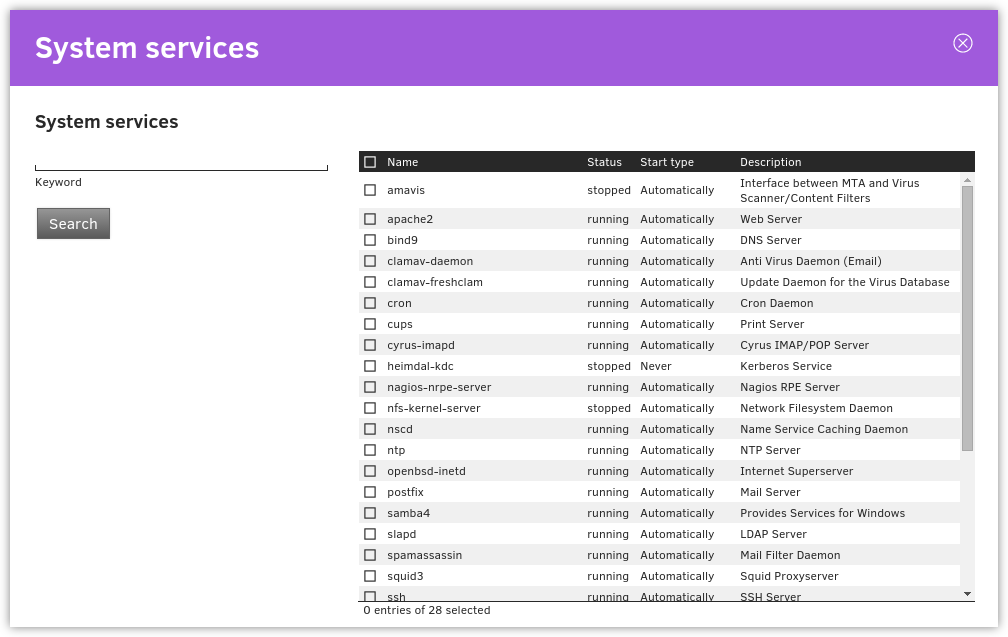 System services
System services
Keyword
Search
Name Status Start type Description
amavis stopped Automatically Interface between MTA and Virus
Scanner/Content Filters
apache2 running Automatically Web Server
bind9 running Automatically DNS Server
clamav-daemon running Automatically Anti Virus Daemon (Email)
clamav-freshclam running Automatically Update Daemon for the Virus Database
cron running Automatically Cron Daemon
cups running Automatically Print Server
cyrus-imapd running Automatically Cyrus IMAP/POP Server
heimdal-kdc stopped Never Kerberos Service
nagios-nrpe-server running Automatically Nagios RPE Server
nfs-kernel-server stopped Automatically Network Filesystem Daemon
nscd running Automatically Name Service Caching Daemon
ntp running Automatically NTP Server
openbsd-inetd running Automatically Internet Superserver
postfix running Automatically Mail Server
samba4 running Automatically Provides Services for Windows
slapd running Automatically LDAP Server
spamassassin running Automatically Mail Filter Daemon
squid3 running Automatically Squid Proxyserver
ssh running Automatically SSH Server
0 entries of 28 selected